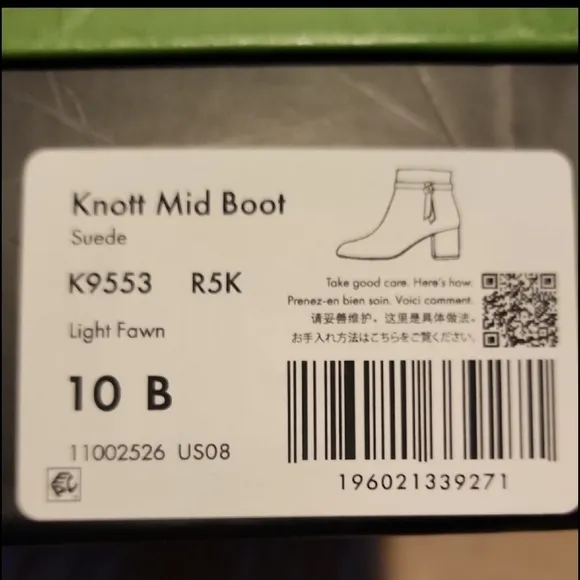 Knott Mid Boot
Suede
K9553 R5K
Light Fawn
10 B
11002526 US08
Take good care. Here's how.
Prenez-en bien soin. Voici comment.
请妥善维护。这里是具体做法。
お手入れ方法はこちらをご覧ください。
196021339271